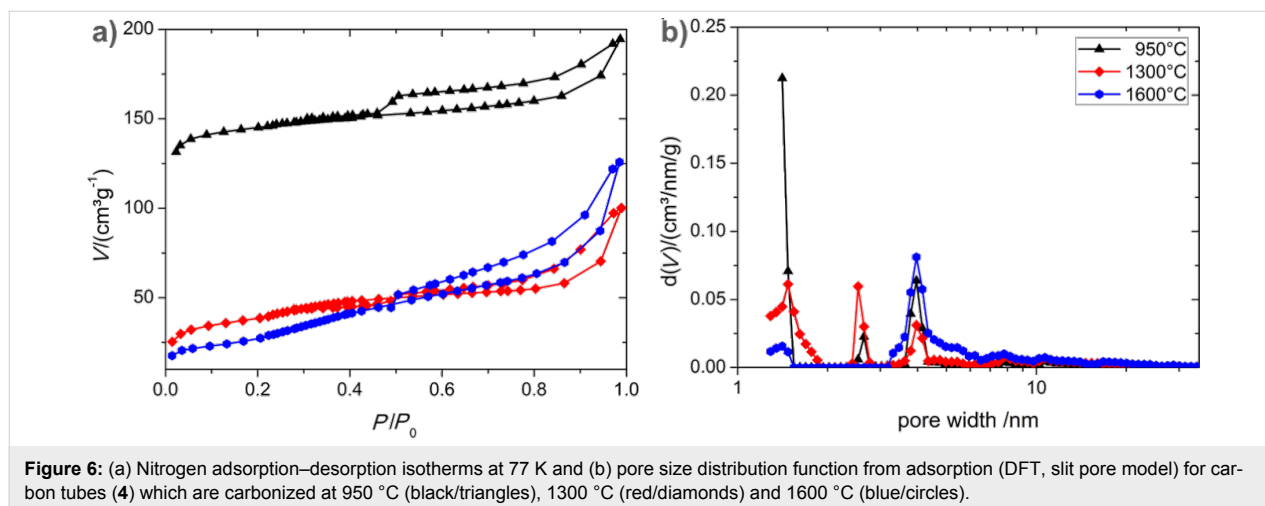 a)
200
150
100
50
V/(cm³g⁻¹)
0.0 0.2 0.4 0.6 0.8 1.0
P/P₀
b)
0.25
0.20
0.15
0.10
0.05
0.00
d(V)/(cm³/nm/g)
950°C
1300°C
1600°C
1 10
pore width /nm
Figure 6: (a) Nitrogen adsorption–desorption isotherms at 77 K and (b) pore size distribution function from adsorption (DFT, slit pore model) for car-
bon tubes (4) which are carbonized at 950 °C (black/triangles), 1300 °C (red/diamonds) and 1600 °C (blue/circles).